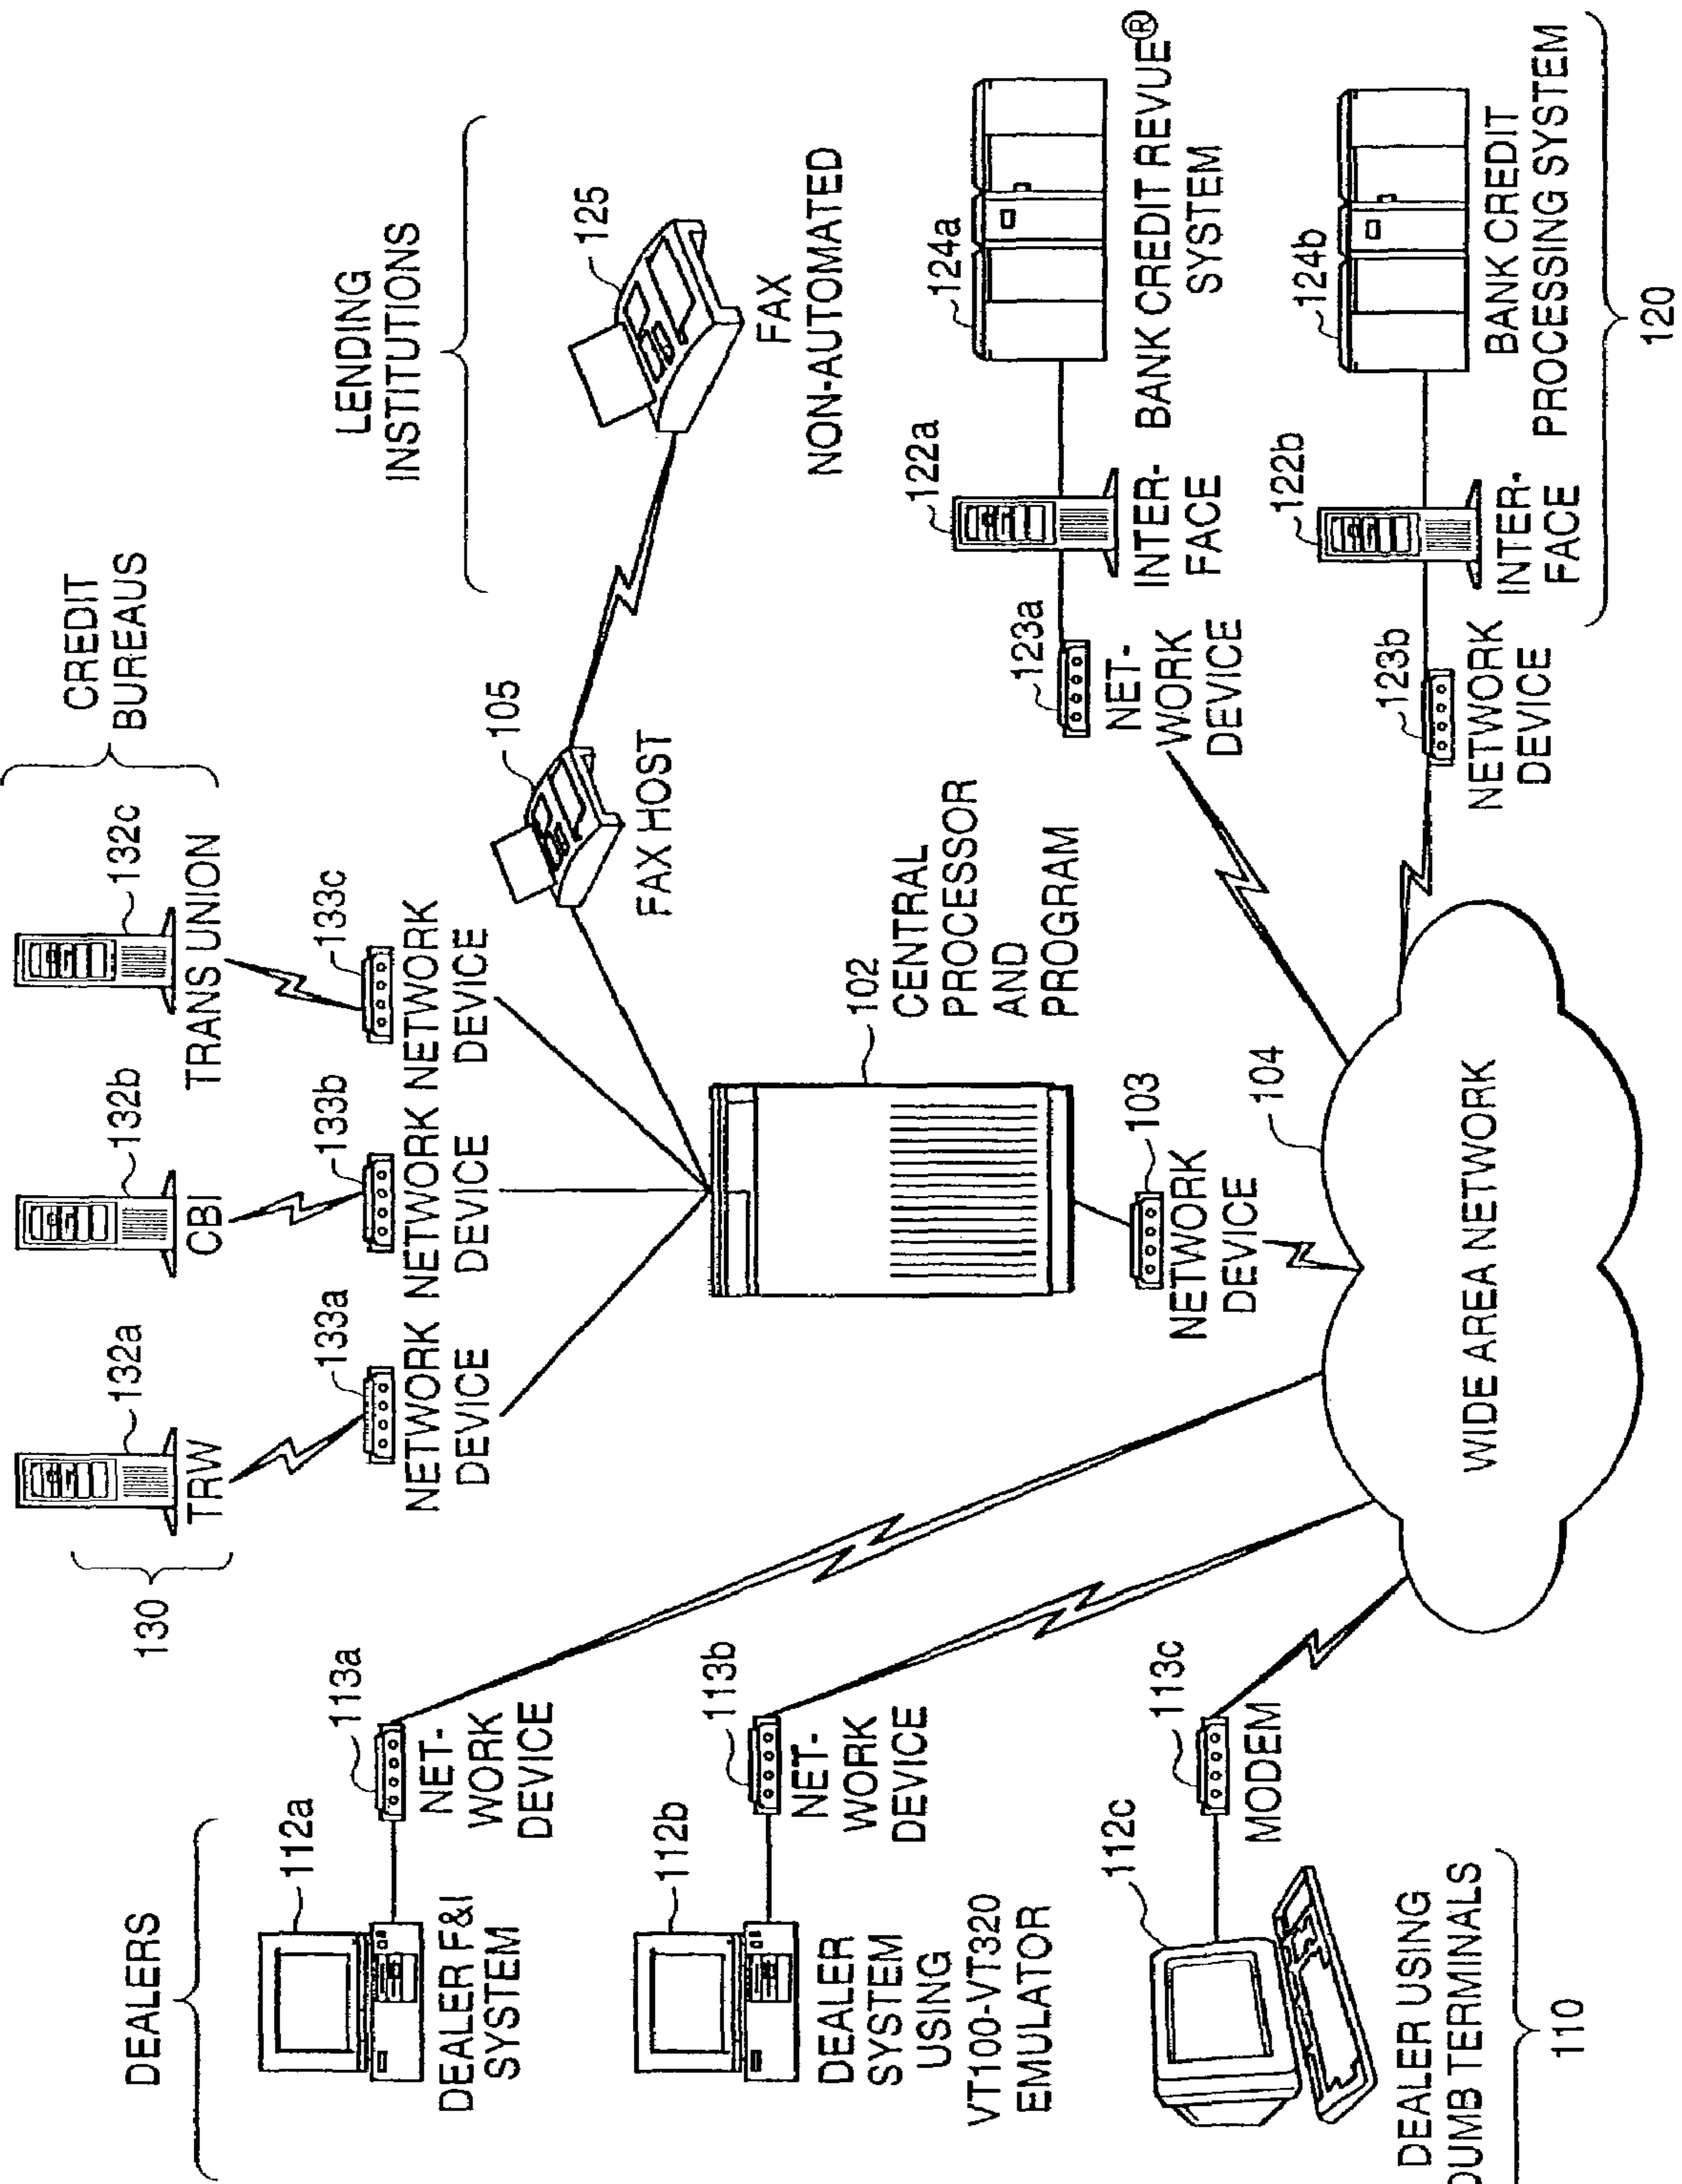 CREDIT
BUREAUS
130
132a
132b
132c
TRW
CBI
TRANS UNION
133a
133b
133c
NETWORK
DEVICE
NETWORK
DEVICE
NETWORK
DEVICE
DEALERS
112a
113a
DEALER F&I
SYSTEM
NET-
WORK
DEVICE
112b
113b
DEALER
SYSTEM
USING
VT100-VT320
EMULATOR
NET-
WORK
DEVICE
112c
113c
MODEM
DEALER USING
DUMB TERMINALS
110
105
FAX HOST
102
CENTRAL
PROCESSOR
AND
PROGRAM
103
NETWORK
DEVICE
104
WIDE AREA NETWORK
LENDING
INSTITUTIONS
125
FAX
NON-AUTOMATED
123a
NET-
WORK
DEVICE
122a
INTER-
FACE
124a
BANK CREDIT REVUE®
SYSTEM
123b
NETWORK
DEVICE
122b
INTER-
FACE
124b
BANK CREDIT
PROCESSING SYSTEM
120